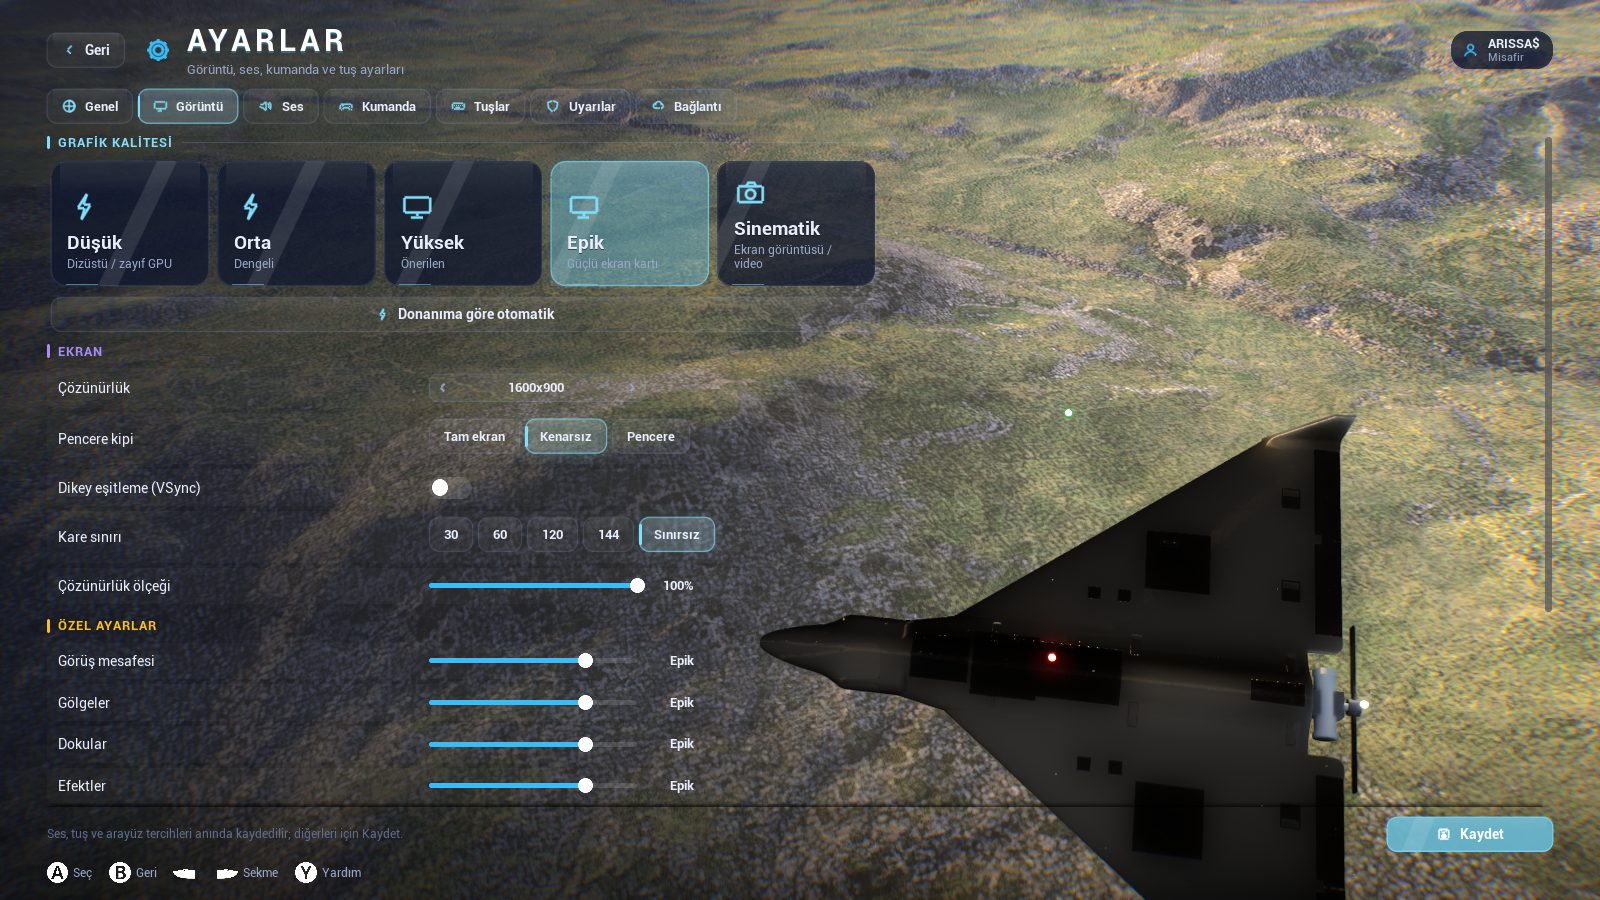 Geri
AYARLAR
Görüntü, ses, kumanda ve tuş ayarları
ARISSA$
Misafir
Genel
Görüntü
Ses
Kumanda
Tuşlar
Uyarılar
Bağlantı
GRAFİK KALİTESİ
Düşük
Dizüstü / zayıf GPU
Orta
Dengeli
Yüksek
Önerilen
Epik
Güçlü ekran kartı
Sinematik
Ekran görüntüsü /
video
Donanıma göre otomatik
EKRAN
Çözünürlük
1600x900
Pencere kipi
Tam ekran
Kenarsız
Pencere
Dikey eşitleme (VSync)
Kare sınırı
30
60
120
144
Sınırsız
Çözünürlük ölçeği
100%
ÖZEL AYARLAR
Görüş mesafesi
Epik
Gölgeler
Epik
Dokular
Epik
Efektler
Epik
Ses, tuş ve arayüz tercihleri anında kaydedilir; diğerleri için Kaydet.
Kaydet
A Seç
B Geri
Sekme
Y Yardım